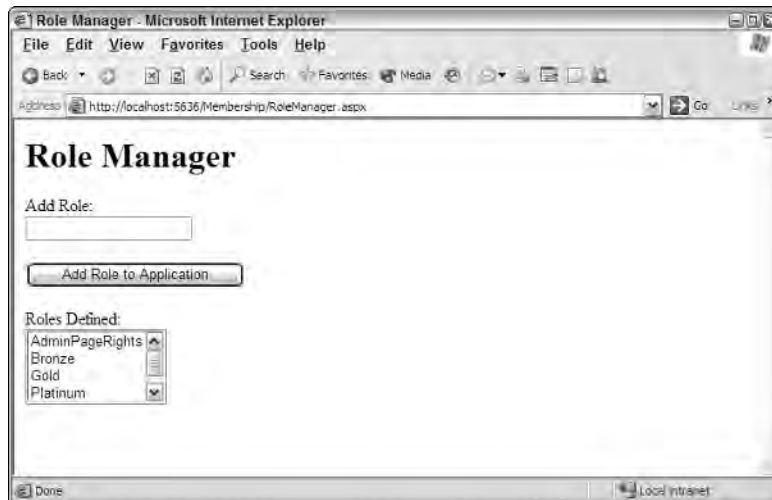 Role Manager - Microsoft Internet Explorer
File Edit View Favorites Tools Help
Back Search Favorites Media
Address http://localhost:5636/Membership/RoleManager.aspx Go Links »
Role Manager
Add Role:
Add Role to Application
Roles Defined:
AdminPageRights
Bronze
Gold
Platinum
Done Local intranet